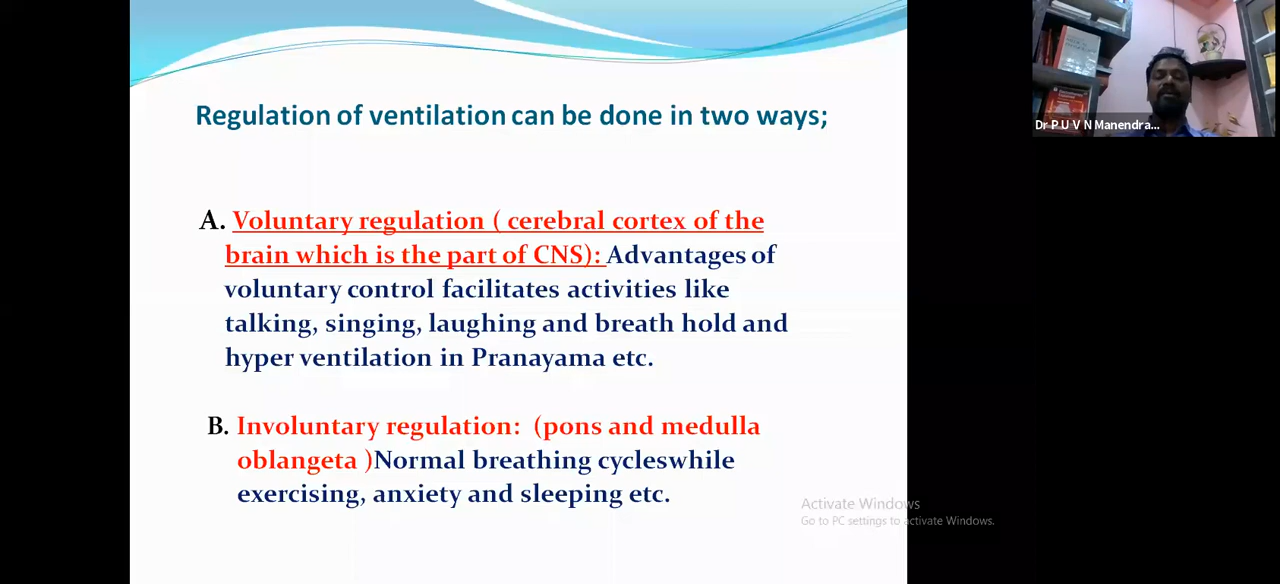 Regulation of ventilation can be done in two ways;
A. Voluntary regulation ( cerebral cortex of the
brain which is the part of CNS): Advantages of
voluntary control facilitates activities like
talking, singing, laughing and breath hold and
hyper ventilation in Pranayama etc.
B. Involuntary regulation: (pons and medulla
oblangeta )Normal breathing cycleswhile
exercising, anxiety and sleeping etc.
Dr P U V N Manendra...
Activate Windows
Go to PC settings to activate Windows.